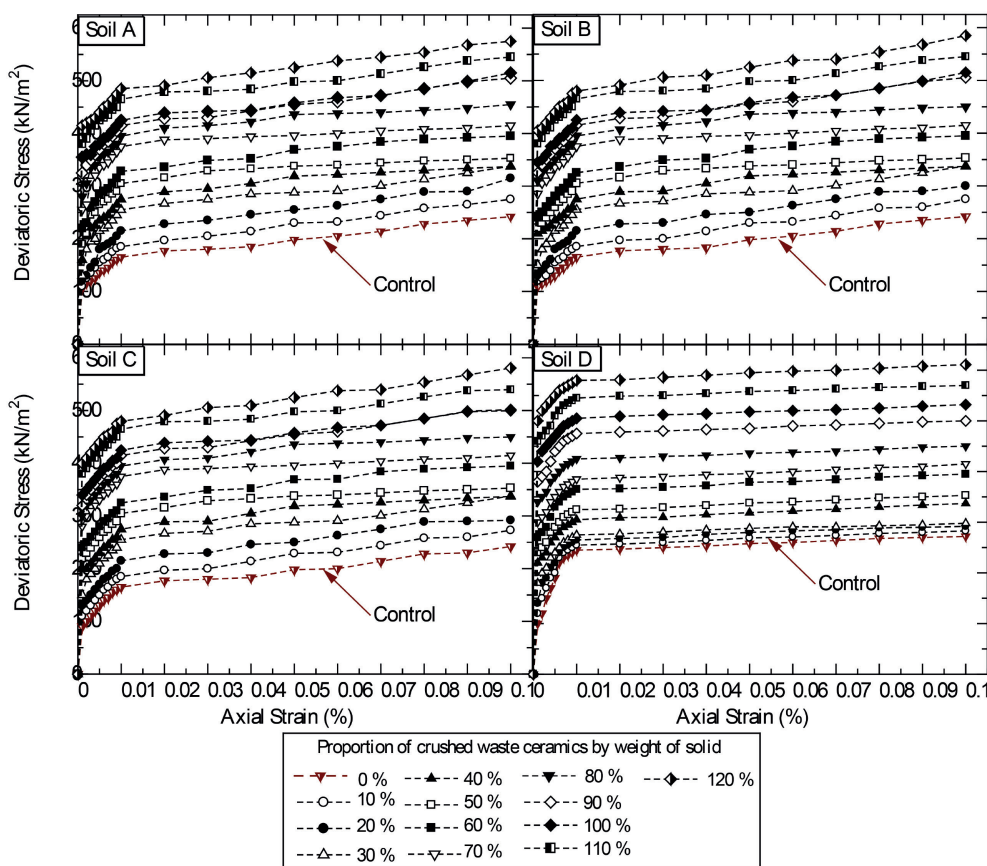 Soil A
Soil B
Deviatoric Stress (kN/m²)
500
Control
Control
Soil C
Soil D
Deviatoric Stress (kN/m²)
500
Control
Control
0 0.01 0.02 0.03 0.04 0.05 0.06 0.07 0.08 0.09 0.1
0 0.01 0.02 0.03 0.04 0.05 0.06 0.07 0.08 0.09 0.1
Axial Strain (%)
Axial Strain (%)
Proportion of crushed waste ceramics by weight of solid
0 %
40 %
80 %
120 %
10 %
50 %
90 %
20 %
60 %
100 %
30 %
70 %
110 %